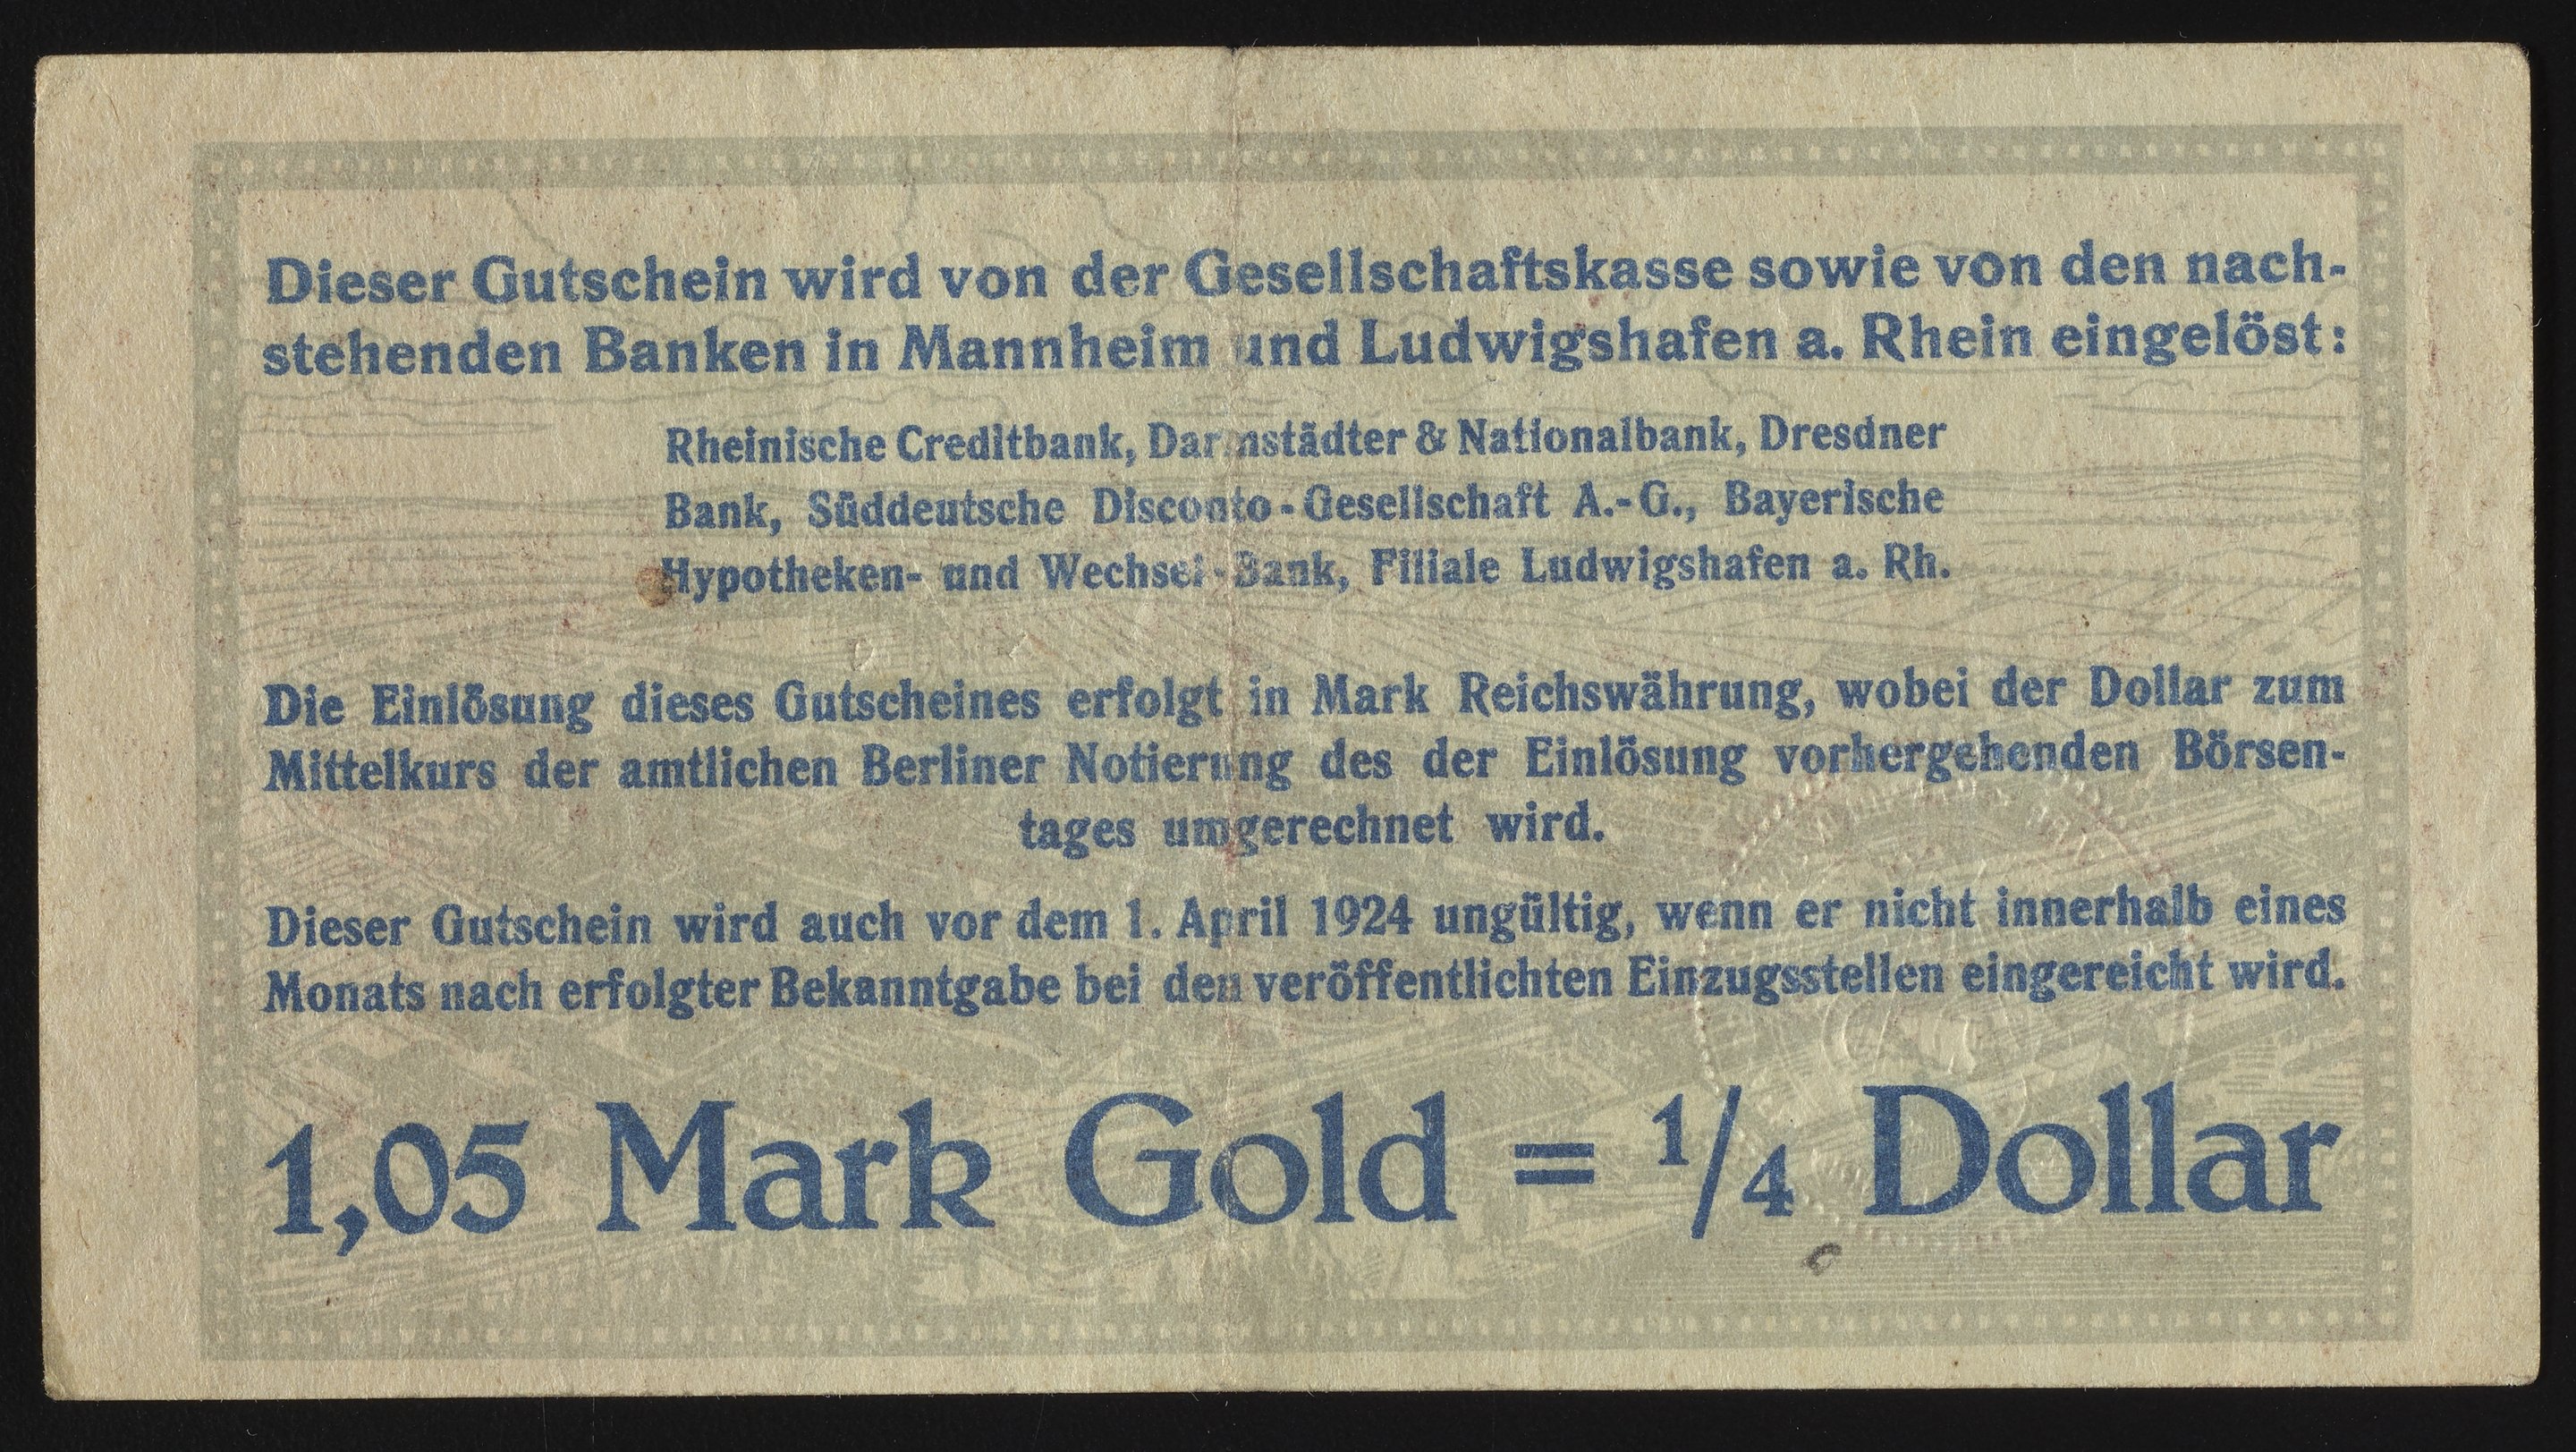 Dieser Gutschein wird von der Gesellschaftskasse sowie von den nach-
stehenden Banken in Mannheim und Ludwigshafen a. Rhein eingelöst:
Rheinische Creditbank, Darmstädter & Nationalbank, Dresdner
Bank, Süddeutsche Disconto-Gesellschaft A.-G., Bayerische
Hypotheken- und Wechsel-Bank, Filiale Ludwigshafen a. Rh.
Die Einlösung dieses Gutscheines erfolgt in Mark Reichswährung, wobei der Dollar zum
Mittelkurs der amtlichen Berliner Notierung des der Einlösung vorhergehenden Börsen-
tages umgerechnet wird.
Dieser Gutschein wird auch vor dem 1. April 1924 ungültig, wenn er nicht innerhalb eines
Monats nach erfolgter Bekanntgabe bei den veröffentlichten Einzugsstellen eingereicht wird.
1,05 Mark Gold = 1/4 Dollar